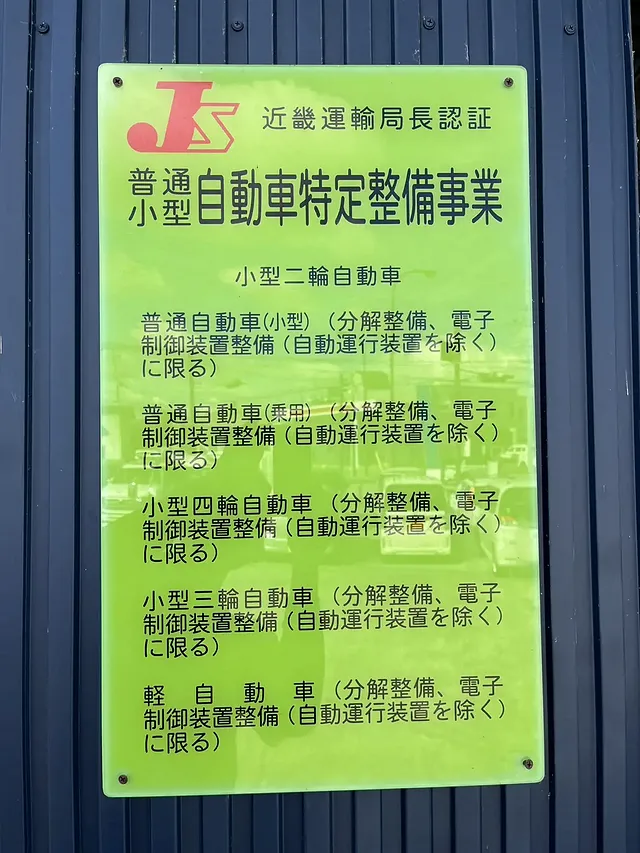 JS 近畿運輸局長認証
普通小型自動車特定整備事業
小型二輪自動車
普通自動車(小型)(分解整備、電子
制御装置整備(自動運行装置を除く)
に限る)
普通自動車(乗用)(分解整備、電子
制御装置整備(自動運行装置を除く)
に限る)
小型四輪自動車(分解整備、電子
制御装置整備(自動運行装置を除く)
に限る)
小型三輪自動車(分解整備、電子
制御装置整備(自動運行装置を除く)
に限る)
軽自動車(分解整備、電子
制御装置整備(自動運行装置を除く)
に限る)